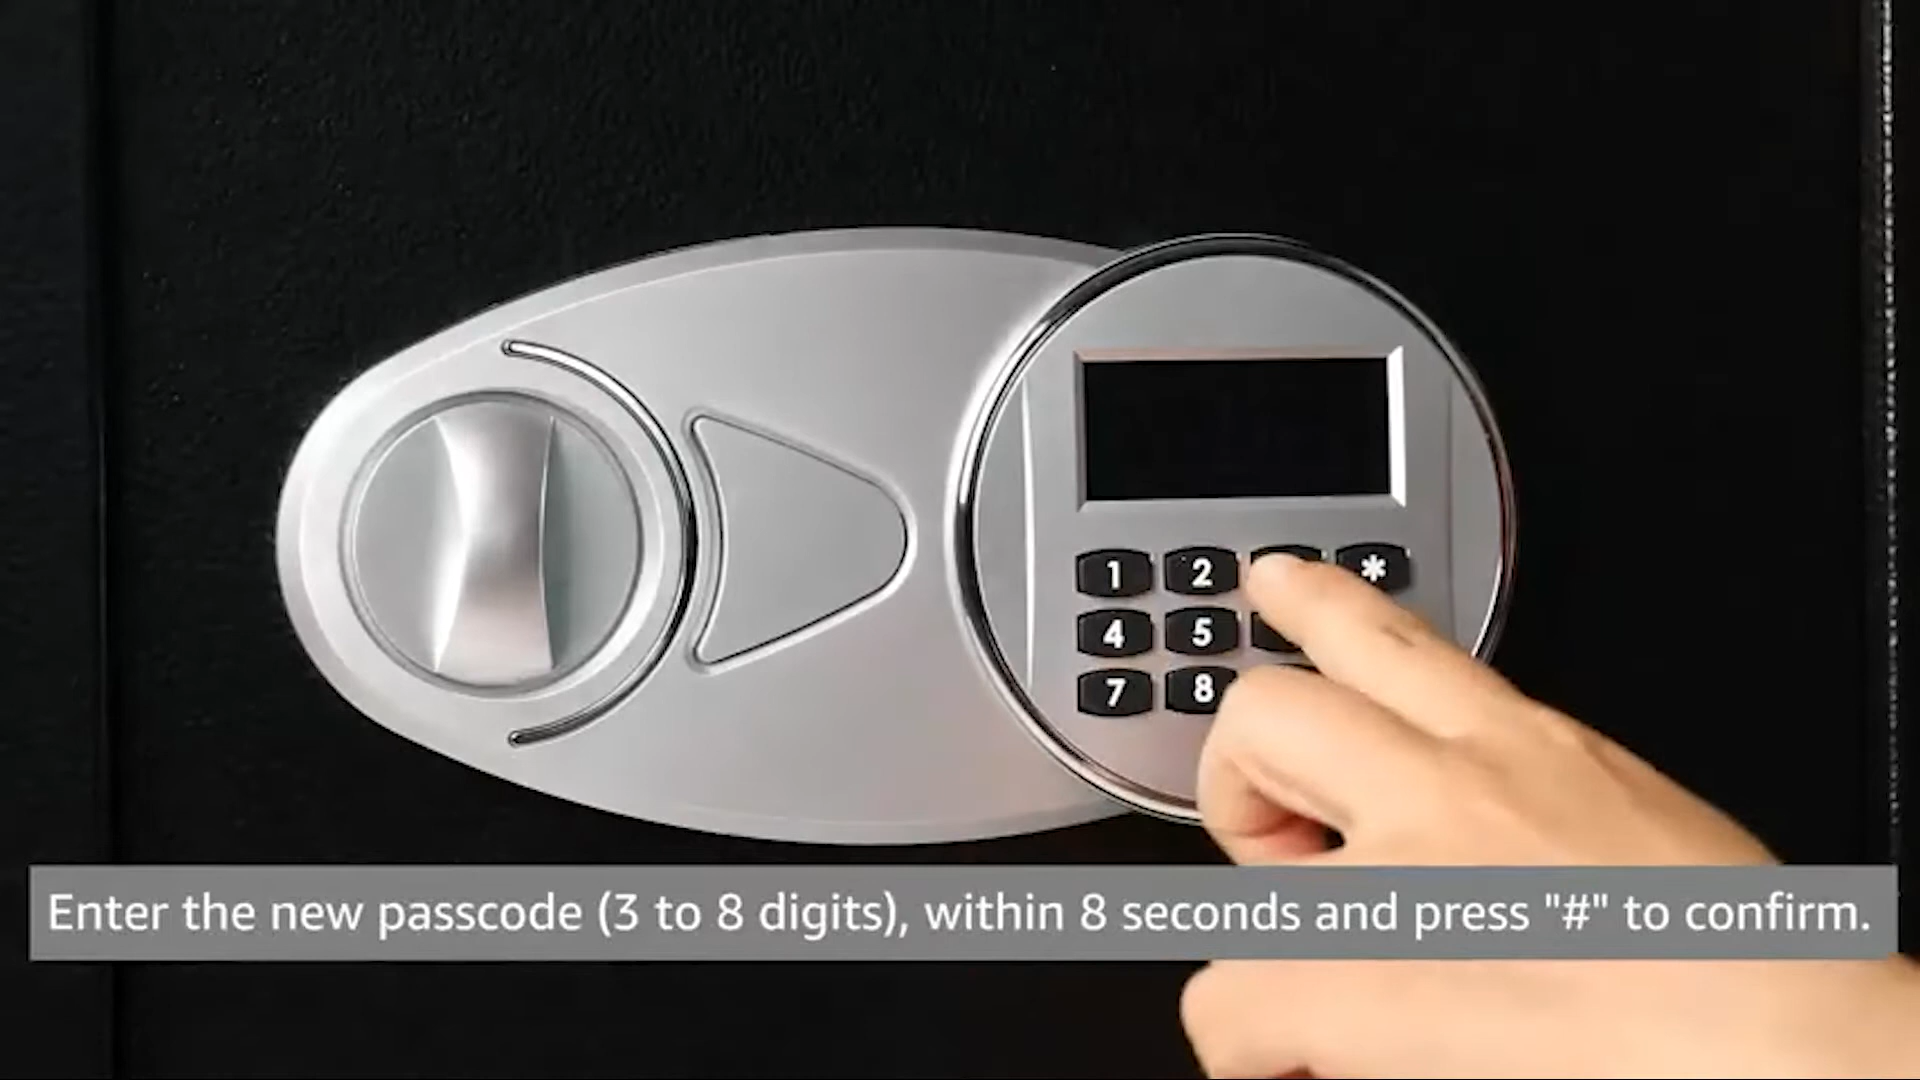 1 2 *
4 5
7 8
Enter the new passcode (3 to 8 digits), within 8 seconds and press "#" to confirm.